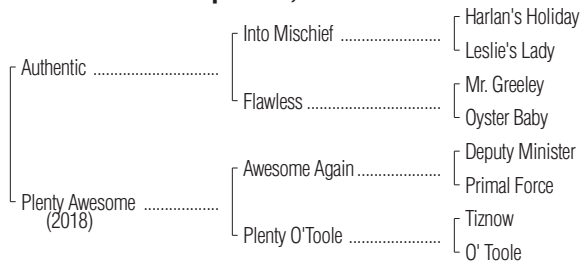 Harlan's Holiday
Into Mischief ....................
Leslie's Lady
Authentic ..........................
Mr. Greeley
Flawless ..........................
Oyster Baby
Deputy Minister
Awesome Again .................
Primal Force
Plenty Awesome ................
(2018)
Tiznow
Plenty O'Toole ...................
O' Toole